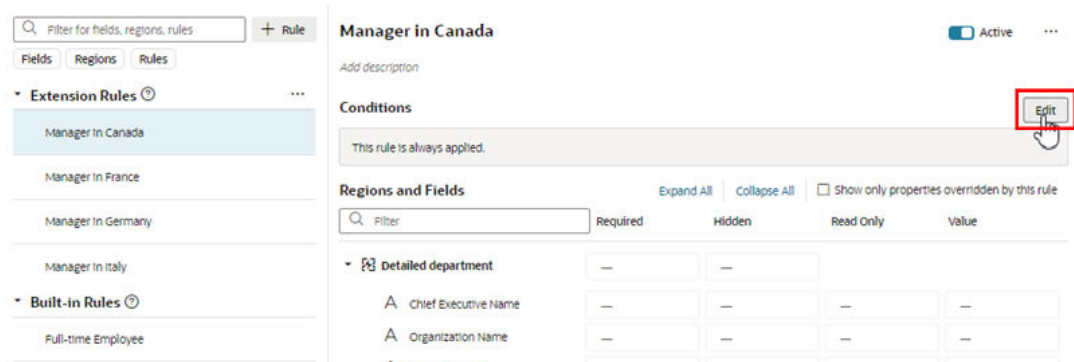 Filter for fields, regions, rules
+ Rule
Fields Regions Rules
Extension Rules
Manager in Canada
Manager in France
Manager in Germany
Manager in Italy
Built-in Rules
Full-time Employee
Manager in Canada
Active
Add description
Conditions
Edit
This rule is always applied.
Regions and Fields
Expand All Collapse All Show only properties overridden by this rule
Filter Required Hidden Read Only Value
Detailed department — —
A Chief Executive Name — — — —
A Organization Name — — — —